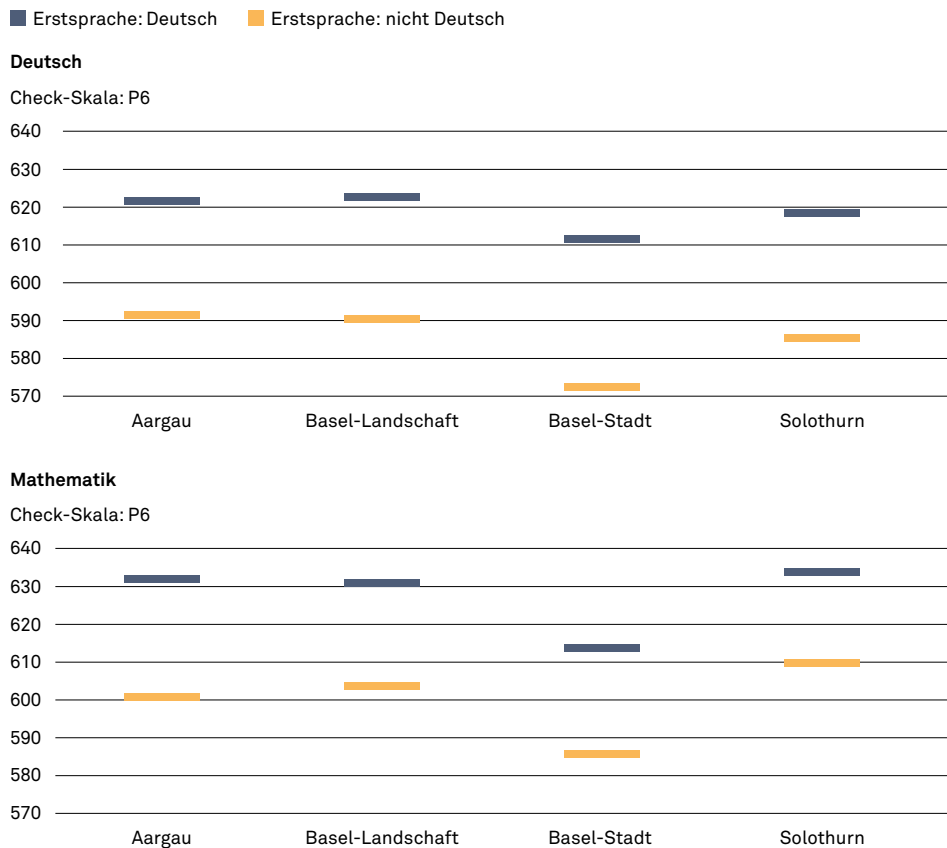 Erstsprache: Deutsch Erstsprache: nicht Deutsch
Deutsch
Check-Skala: P6
640
630
620
610
600
590
580
570
Aargau Basel-Landschaft Basel-Stadt Solothurn
Mathematik
Check-Skala: P6
640
630
620
610
600
590
580
570
Aargau Basel-Landschaft Basel-Stadt Solothurn